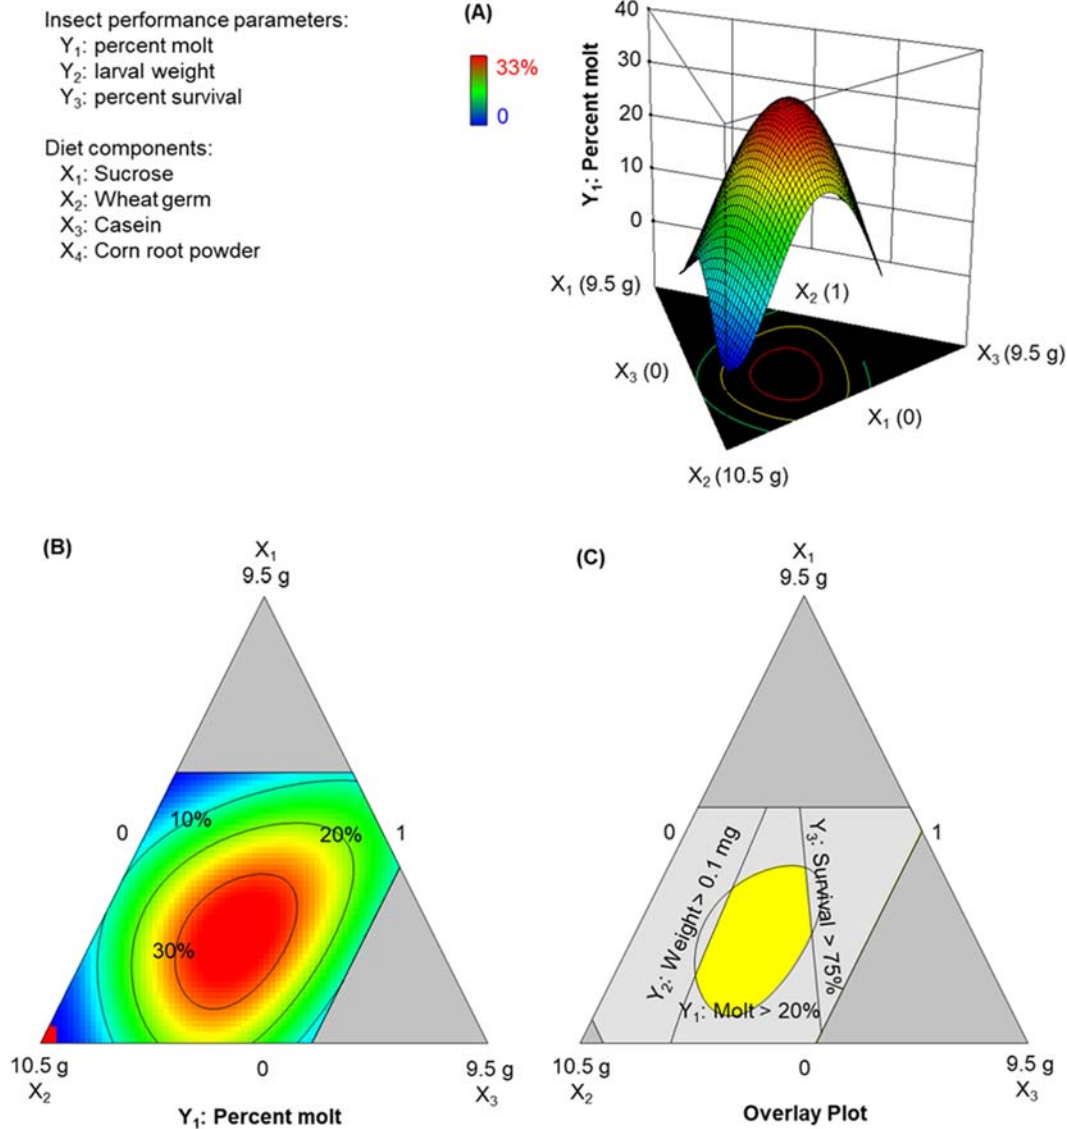 Insect performance parameters:
Y₁: percent molt
Y₂: larval weight
Y₃: percent survival
Diet components:
X₁: Sucrose
X₂: Wheat germ
X₃: Casein
X₄: Corn root powder
(A)
33%
0
40
30
20
10
0
Y₁: Percent molt
X₁ (9.5 g)
X₂ (1)
X₃ (9.5 g)
X₃ (0)
X₁ (0)
X₂ (10.5 g)
(B)
X₁
9.5 g
0
1
10%
20%
30%
10.5 g
X₂
0
9.5 g
X₃
Y₁: Percent molt
(C)
X₁
9.5 g
0
1
Y₂: Weight > 0.1 mg
Y₃: Survival > 75%
Y₁: Molt > 20%
10.5 g
X₂
0
9.5 g
X₃
Overlay Plot